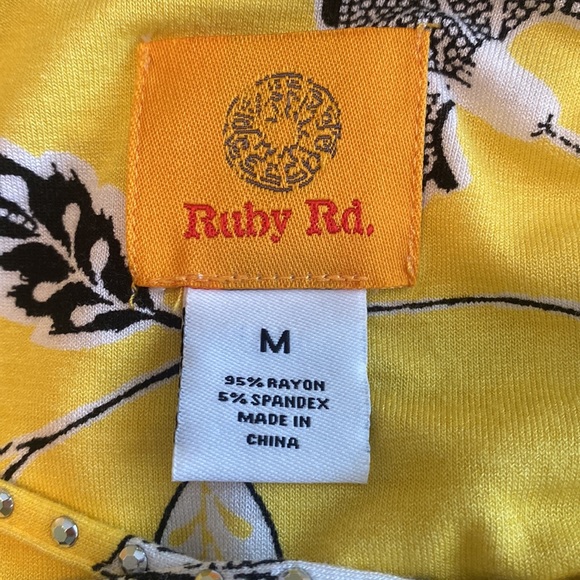 Ruby Rd.
M
95% RAYON
5% SPANDEX
MADE IN
CHINA